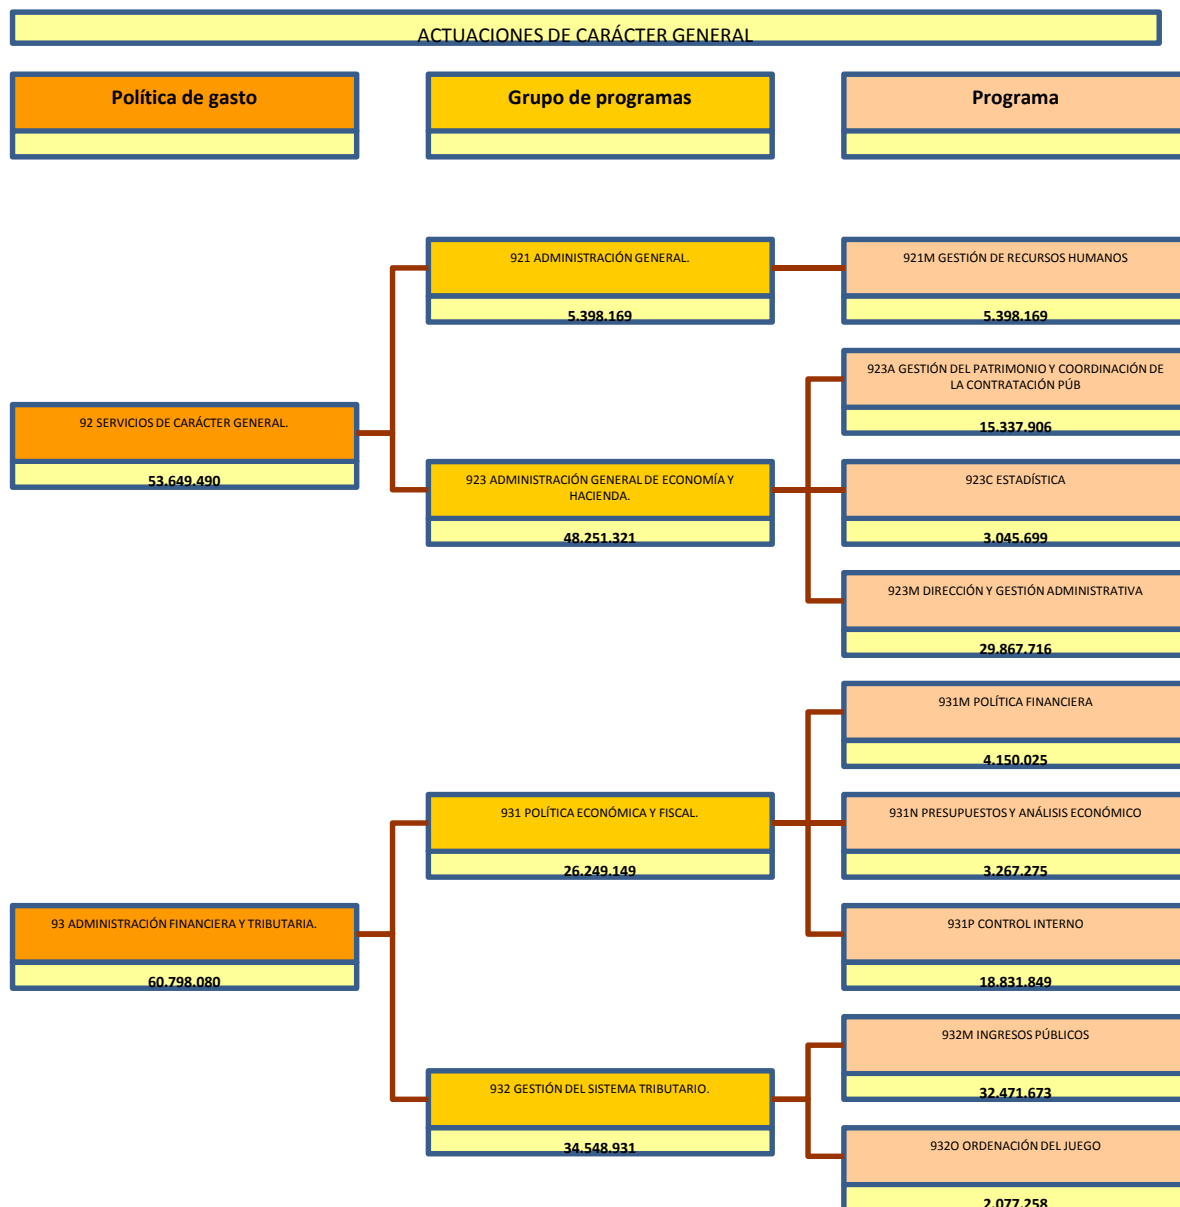 ACTUACIONES DE CARÁCTER GENERAL
Política de gasto
Grupo de programas
Programa
921 ADMINISTRACIÓN GENERAL.
5.398.169
921M GESTIÓN DE RECURSOS HUMANOS
5.398.169
923A GESTIÓN DEL PATRIMONIO Y COORDINACIÓN DE
LA CONTRATACIÓN PÚB
15.337.906
92 SERVICIOS DE CARÁCTER GENERAL.
53.649.490
923 ADMINISTRACIÓN GENERAL DE ECONOMÍA Y
HACIENDA.
48.251.321
923C ESTADÍSTICA
3.045.699
923M DIRECCIÓN Y GESTIÓN ADMINISTRATIVA
29.867.716
931M POLÍTICA FINANCIERA
4.150.025
931 POLÍTICA ECONÓMICA Y FISCAL.
26.249.149
931N PRESUPUESTOS Y ANÁLISIS ECONÓMICO
3.267.275
93 ADMINISTRACIÓN FINANCIERA Y TRIBUTARIA.
60.798.080
931P CONTROL INTERNO
18.831.849
932M INGRESOS PÚBLICOS
32.471.673
932 GESTIÓN DEL SISTEMA TRIBUTARIO.
34.548.931
932O ORDENACIÓN DEL JUEGO
2.077.258